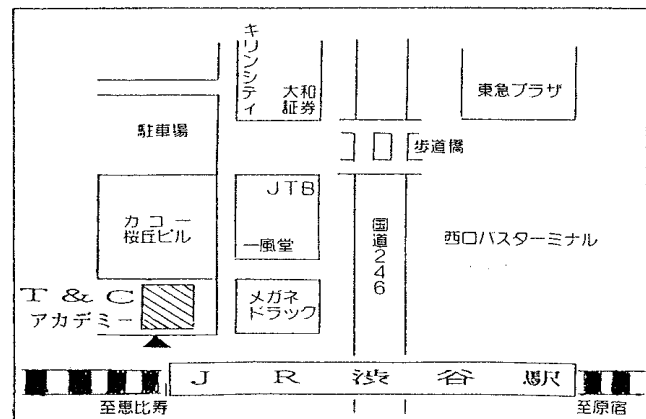 キリンシティ
大和
証券
東急プラザ
駐車場
歩道橋
JTB
カコー
桜丘ビル
一風堂
国道246
西口バスターミナル
T & C
アカデミー
メガネ
ドラック
JR渋谷駅
至恵比寿
至原宿